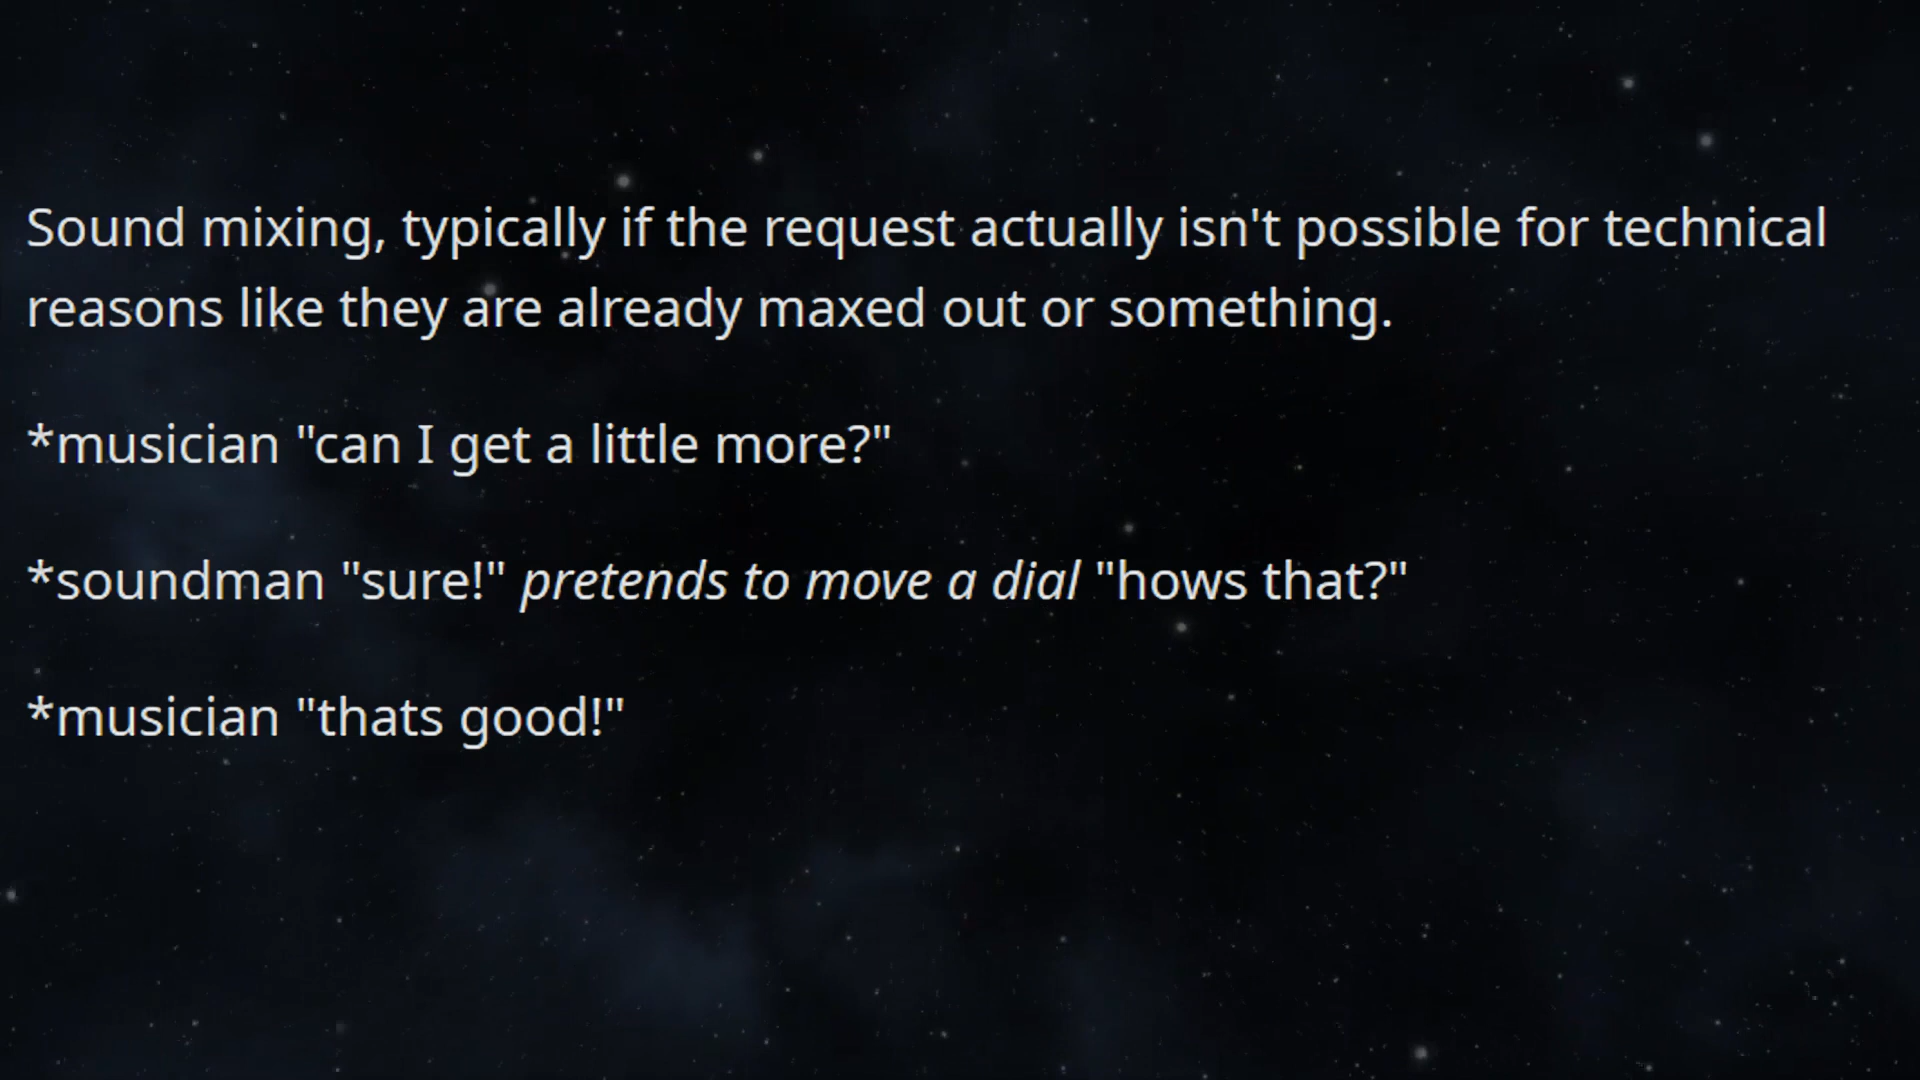 Sound mixing, typically if the request actually isn't possible for technical
reasons like they are already maxed out or something.
*musician "can I get a little more?"
*soundman "sure!" pretends to move a dial "hows that?"
*musician "thats good!"